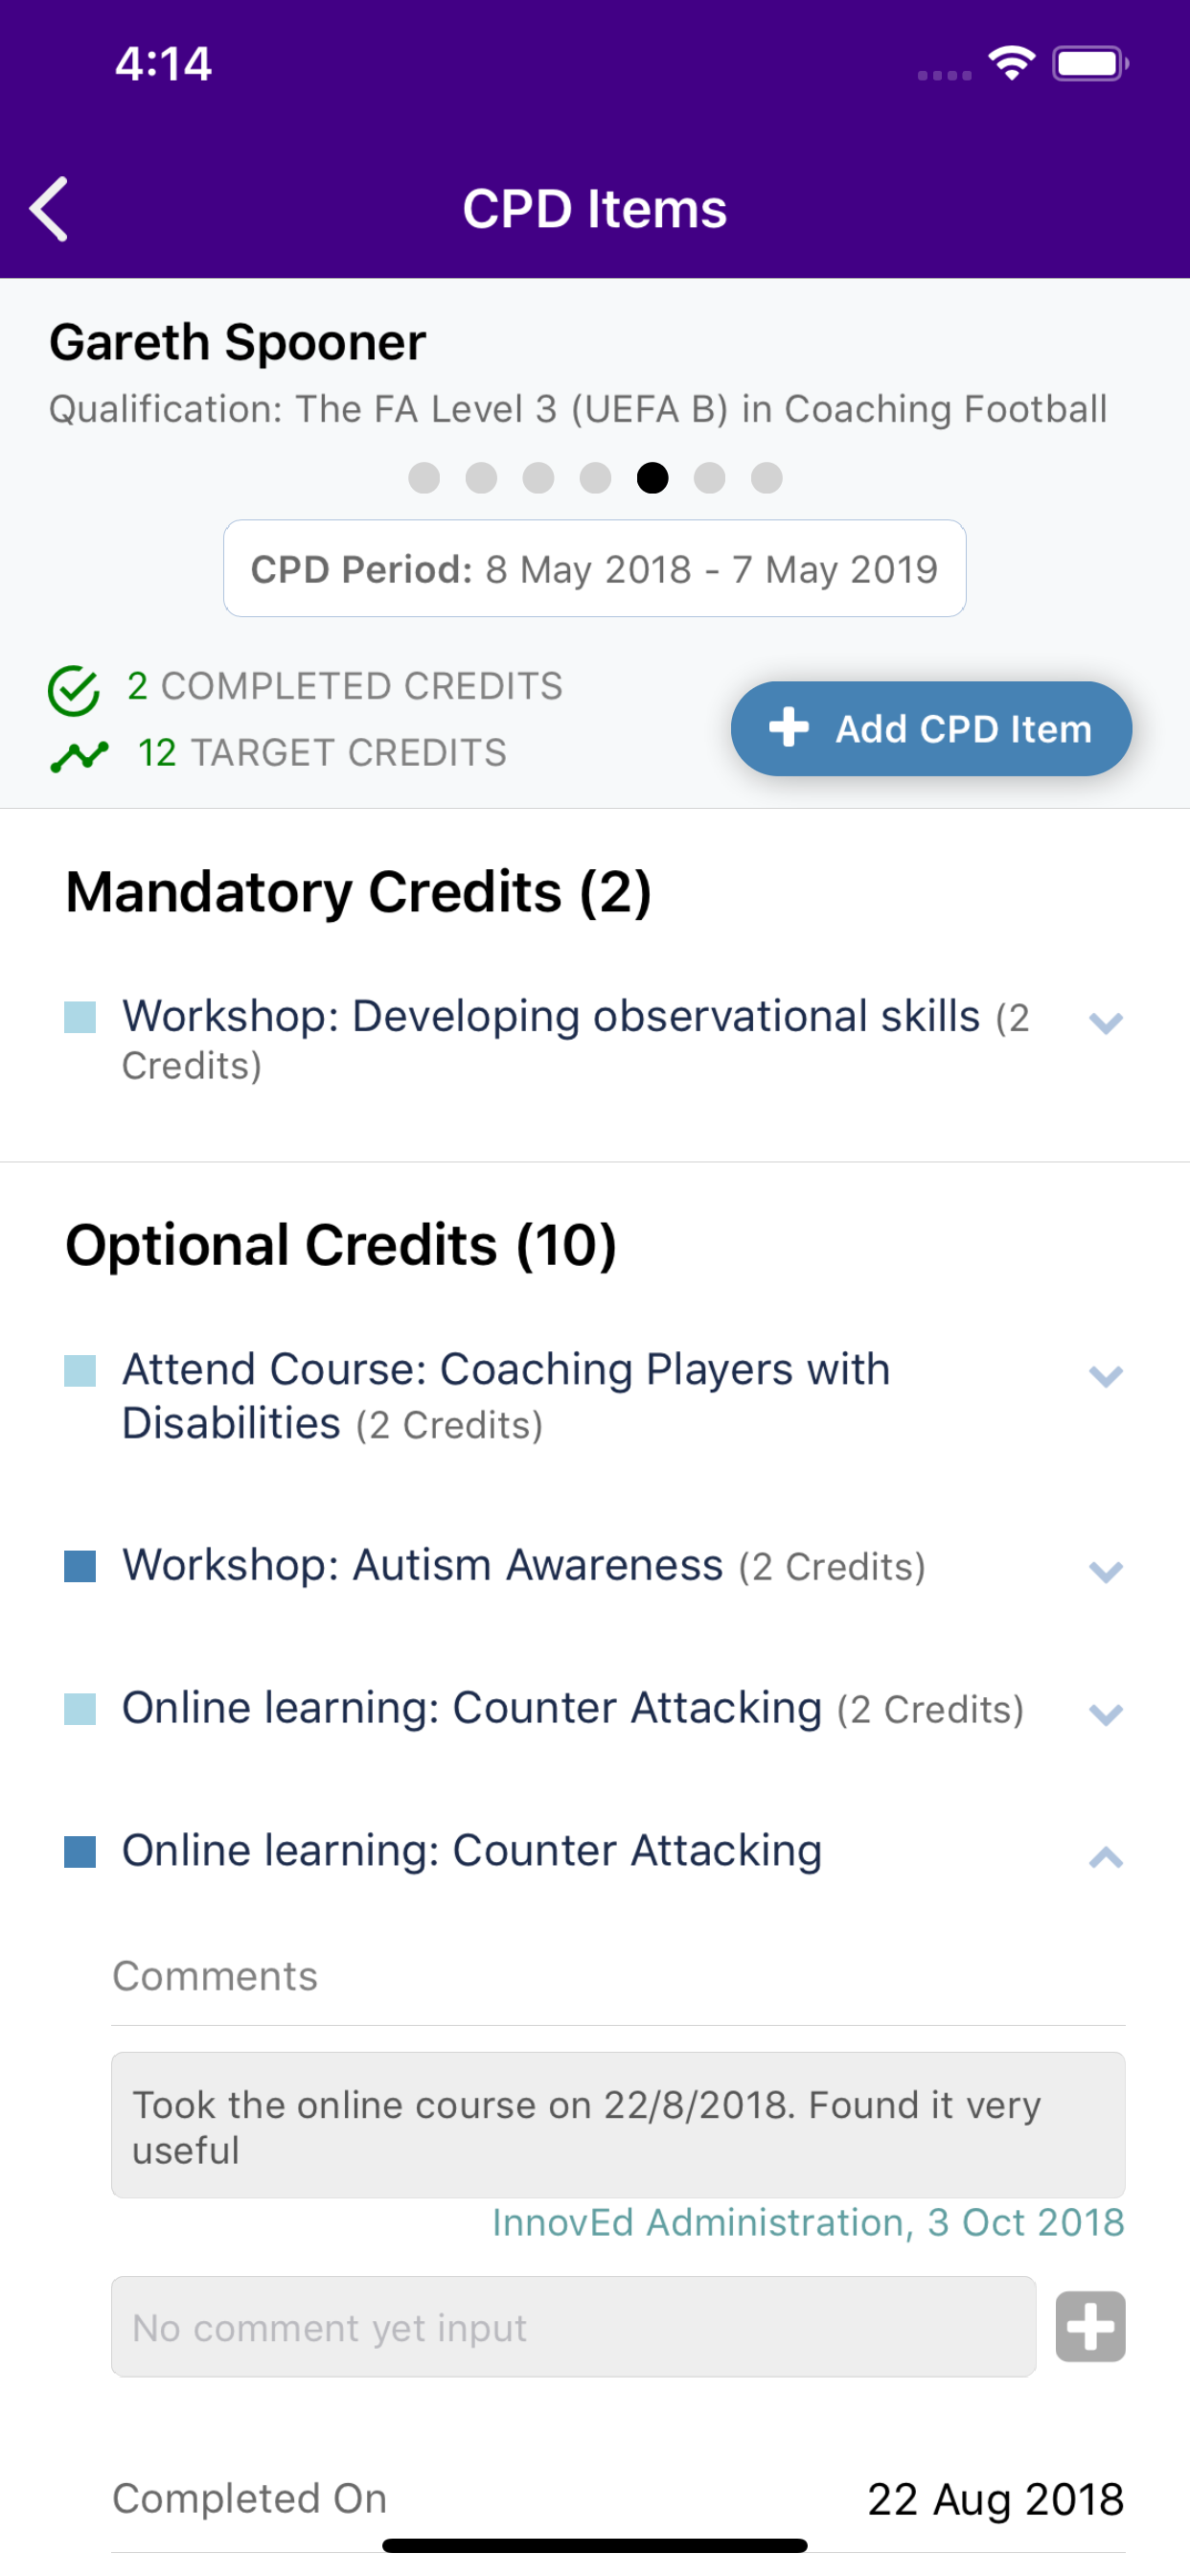 4:14
CPD Items
Gareth Spooner
Qualification: The FA Level 3 (UEFA B) in Coaching Football
CPD Period: 8 May 2018 - 7 May 2019
2 COMPLETED CREDITS
12 TARGET CREDITS
Add CPD Item
Mandatory Credits (2)
Workshop: Developing observational skills (2
Credits)
Optional Credits (10)
Attend Course: Coaching Players with
Disabilities (2 Credits)
Workshop: Autism Awareness (2 Credits)
Online learning: Counter Attacking (2 Credits)
Online learning: Counter Attacking
Comments
Took the online course on 22/8/2018. Found it very
useful
InnovEd Administration, 3 Oct 2018
No comment yet input
Completed On 22 Aug 2018